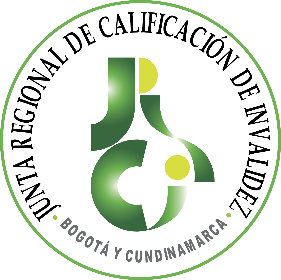 JUNTA REGIONAL DE CALIFICACIÓN DE INVALIDEZ
· BOGOTÁ Y CUNDINAMARCA ·